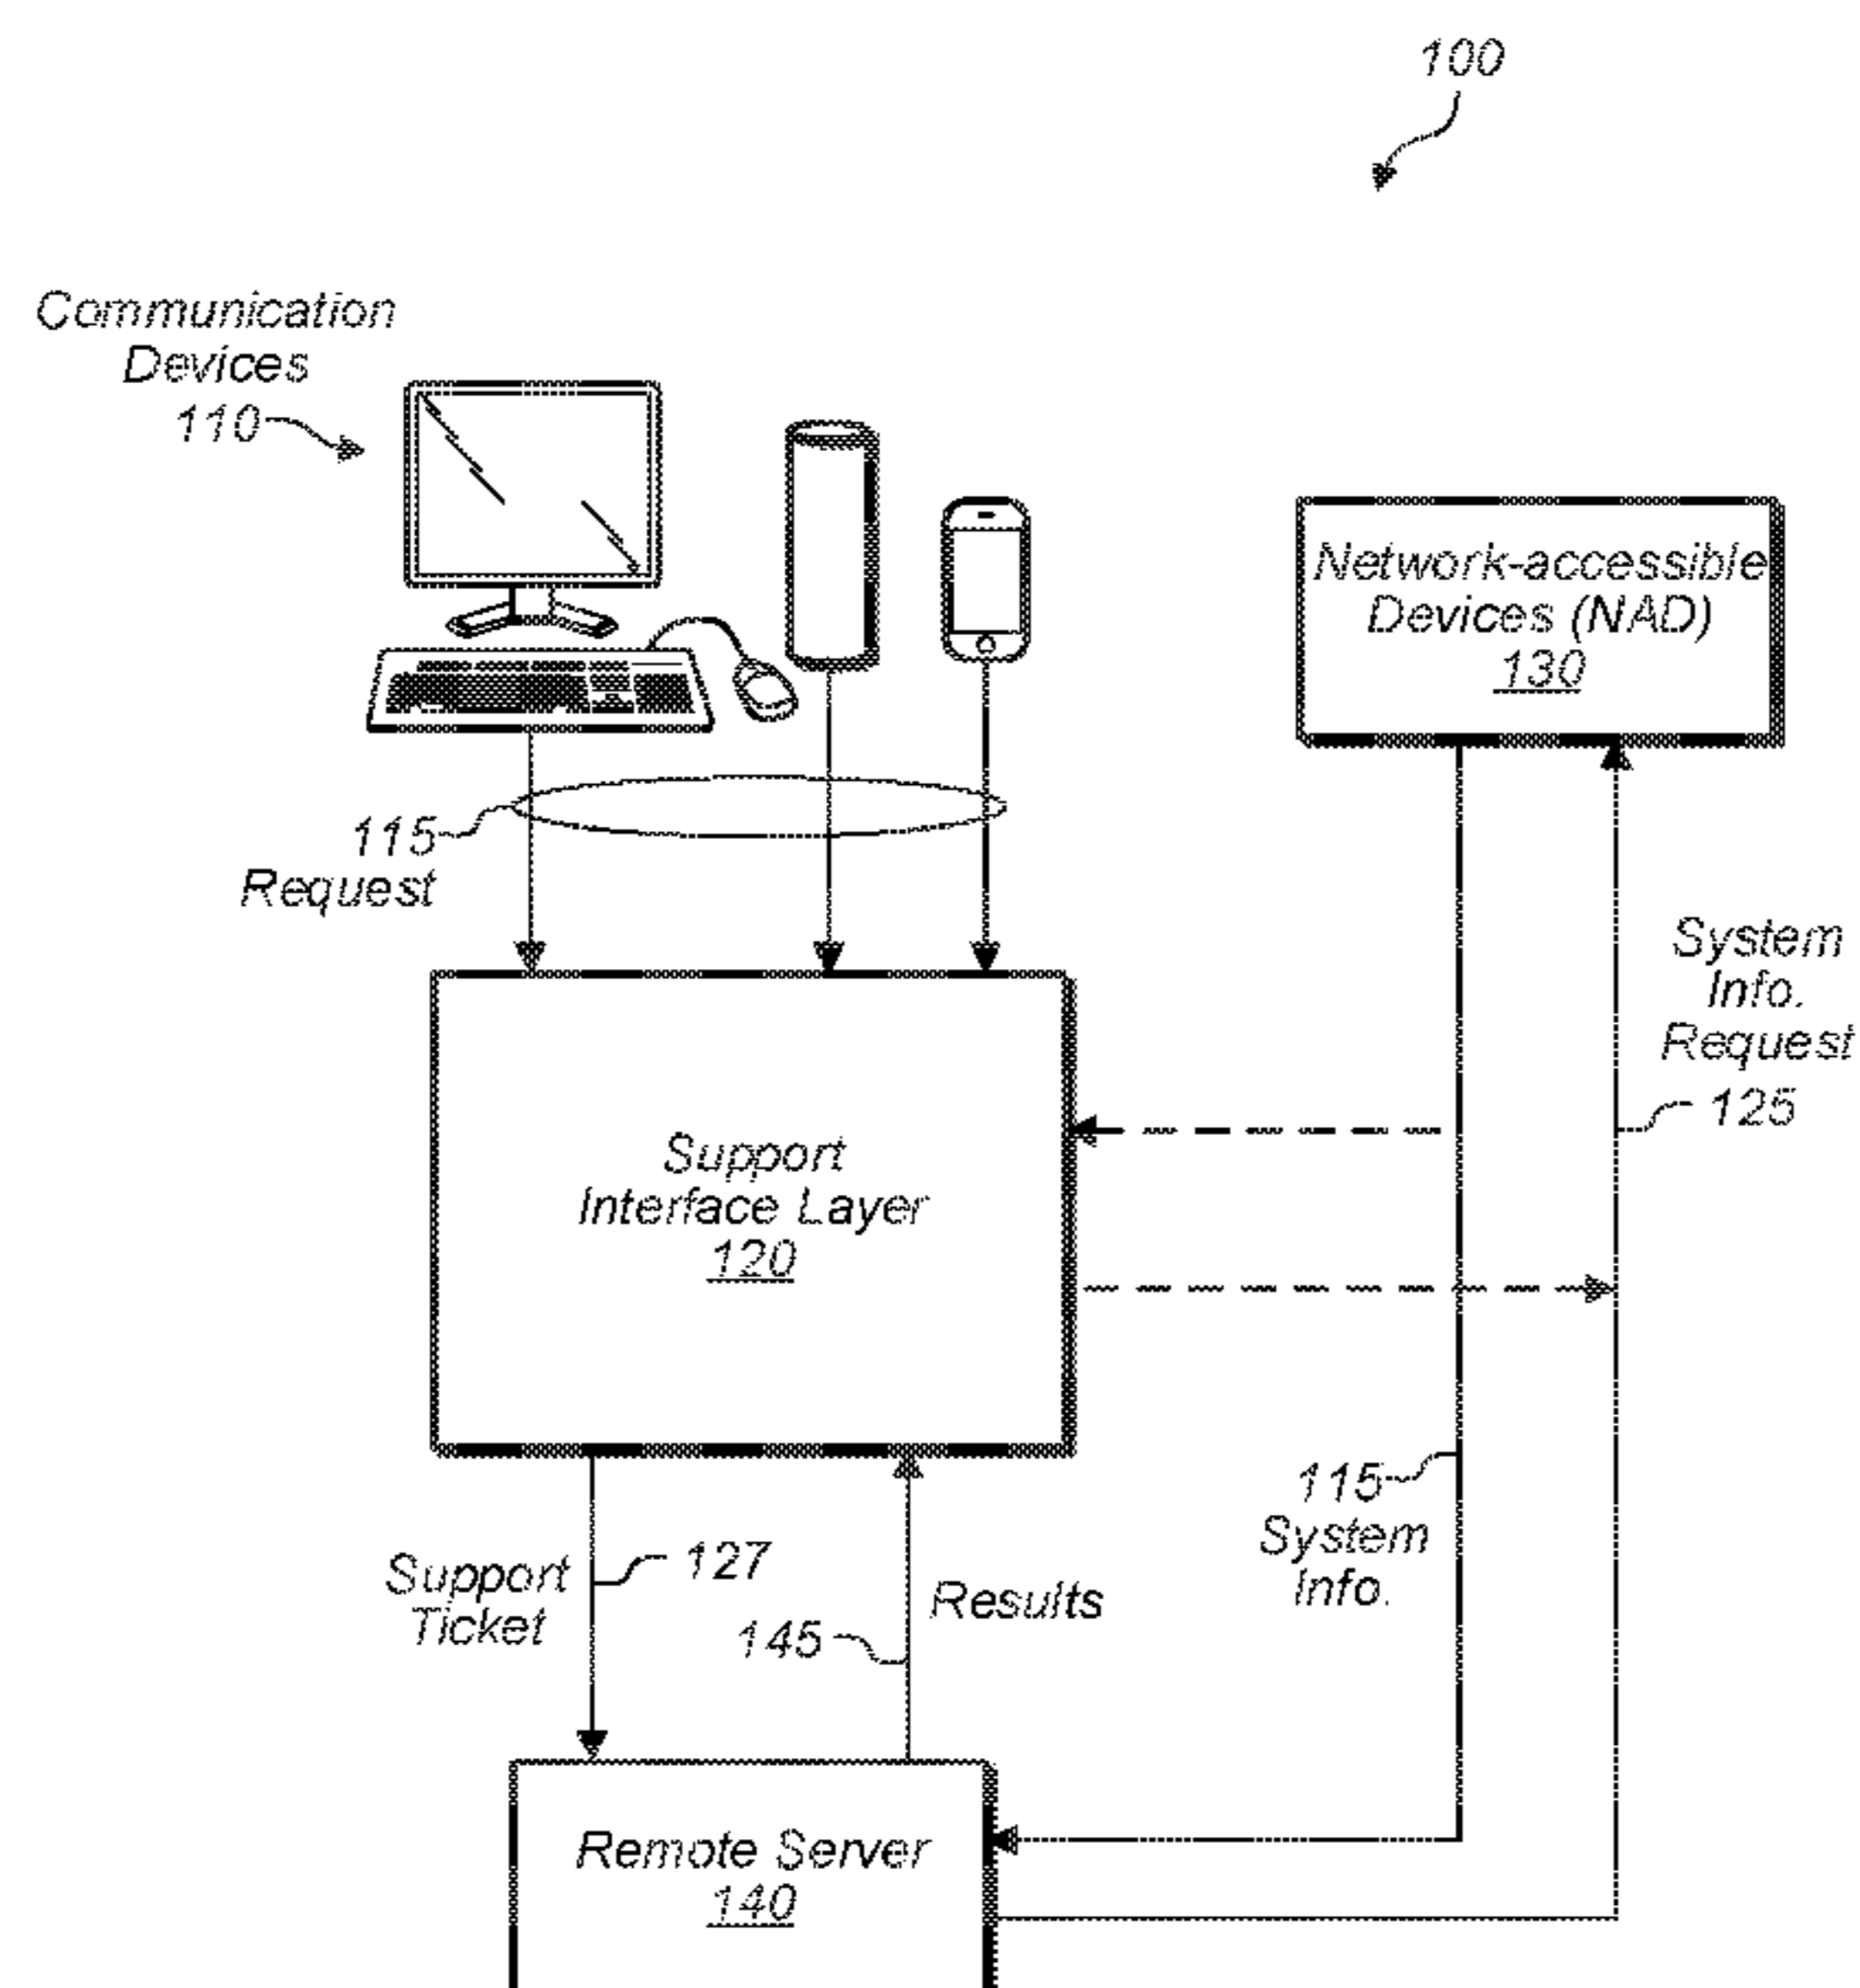 100
Communication
Devices
110
Network-accessible
Devices (NAD)
130
115
Request
System
Info.
Request
125
Support
Interface Layer
120
115
System
Info.
Support
Ticket
127
Results
145
Remote Server
140